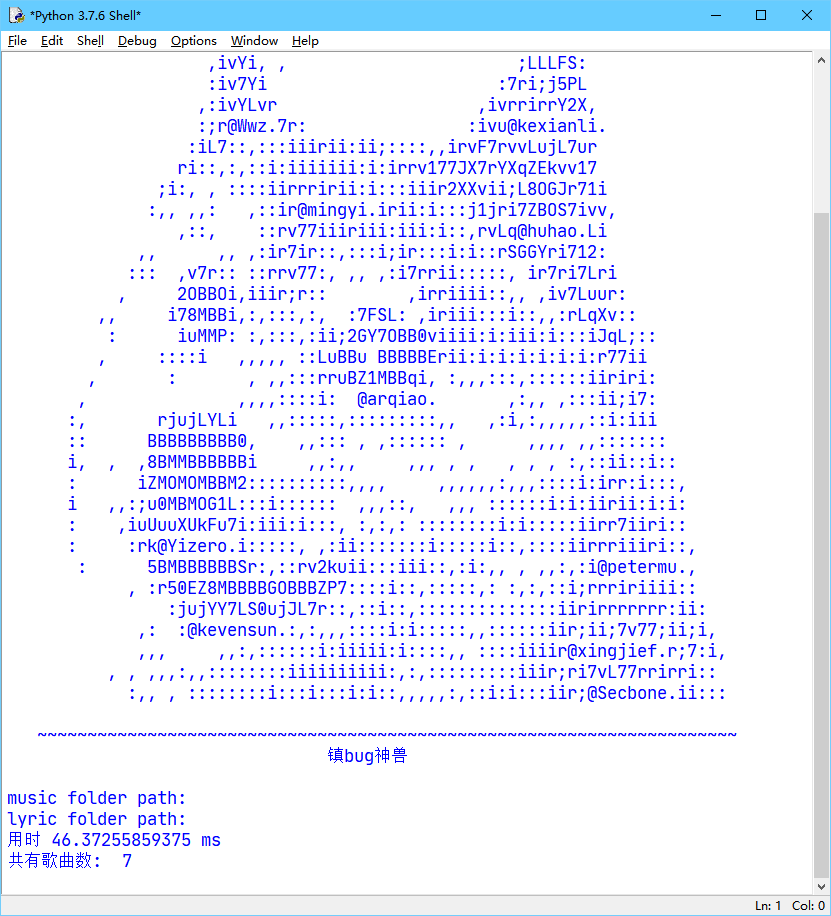 *Python 3.7.6 Shell*
File Edit Shell Debug Options Window Help
,ivYi, , ;LLLFS:
:iv7Yi :7ri;j5PL
,:ivYLvr ,ivrrirrY2X,
:;r@Wwz.7r: :ivu@kexianli.
:iL7::,:::iiirii:ii;::::,,irvF7rvvLujL7ur
ri::,:,::i:iiiiiii:i:irrv177JX7rYXqZEkvv17
;i:, , ::::iirrririi:i:::iiir2XXvii;L8OGJr71i
:,, ,,: ,::ir@mingyi.irii:i:::j1jri7ZBOS7ivv,
,::, ::rv77iiiriii:iii:i::,rvLq@huhao.Li
,, ,, ,:ir7ir::,:::i;ir:::i:i::rSGGYri712:
::: ,v7r:: ::rrv77:, ,, ,:i7rrii:::::, ir7ri7Lri
, 2OBBOi,iiir;r:: ,irriiii::,, ,iv7Luur:
,, i78MBBi,:,:::,:, :7FSL: ,iriii:::i::,,:rLqXv::
: iuMMP: :,:::,:ii;2GY7OBB0viiii:i:iii:i:::iJqL;::
, ::::i ,,,,, ::LuBBu BBBBBErii:i:i:i:i:i:i:r77ii
, : , ,,:::rruBZ1MBBqi, :,,,:::,::::::iiriri:
, ,,,,::::i: @arqiao. ,:,, ,:::ii;i7:
:, rjujLYLi ,,:::::,:::::::::,, ,:i,:,,,,,::i:iii
:: BBBBBBBBB0, ,,::: , ,:::::: , ,,,, ,,:::::::
i, , ,8BMMBBBBBBi ,,:,, ,,, , , , , , :,::ii::i::
: iZMOMOMBBM2::::::::::,,,, ,,,,,,:,,,::::i:irr:i:::,
i ,,:;u0MBMOG1L:::i:::::: ,,,::, ,,, ::::::i:i:iirii:i:i:
: ,iuUuuXUkFu7i:iii:i:::, :,:,: ::::::::i:i:::::iirr7iiri::
: :rk@Yizero.i:::::, ,:ii:::::::i:::::i::,::::iirrriiiri::,
: 5BMBBBBBBSr:,::rv2kuii:::iii::,:i:,, , ,,:,:i@petermu.,
, :r50EZ8MBBBBGOBBBZP7::::i::,:::::,: :,:,::i;rrririiii::
:jujYY7LS0ujJL7r::,::i::,::::::::::::::iirirrrrrrr:ii:
,: :@kevensun.:,:,,,::::i:i:::::,,::::::iir;ii;7v77;ii;i,
,,, ,,:,::::::i:iiiii:i::::,, ::::iiiir@xingjief.r;7:i,
, , ,,,:,,::::::::iiiiiiiiii:,:,:::::::::iiir;ri7vL77rrirri::
:,, , ::::::::i:::i:::i:i::,,,,,:,::i:i:::iir;@Secbone.ii:::
~~~~~~~~~~~~~~~~~~~~~~~~~~~~~~~~~~~~~~~~~~~~~~~~~~~~~~~~~~~~~~~~~~~~~~
镇bug神兽
music folder path:
lyric folder path:
用时 46.37255859375 ms
共有歌曲数: 7
Ln: 1 Col: 0